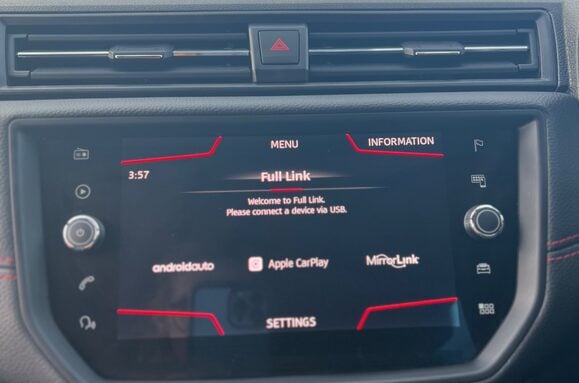 MENU
INFORMATION
3:57
Full Link
Welcome to Full Link.
Please connect a device via USB.
androidauto
Apple CarPlay
MirrorLink
SETTINGS